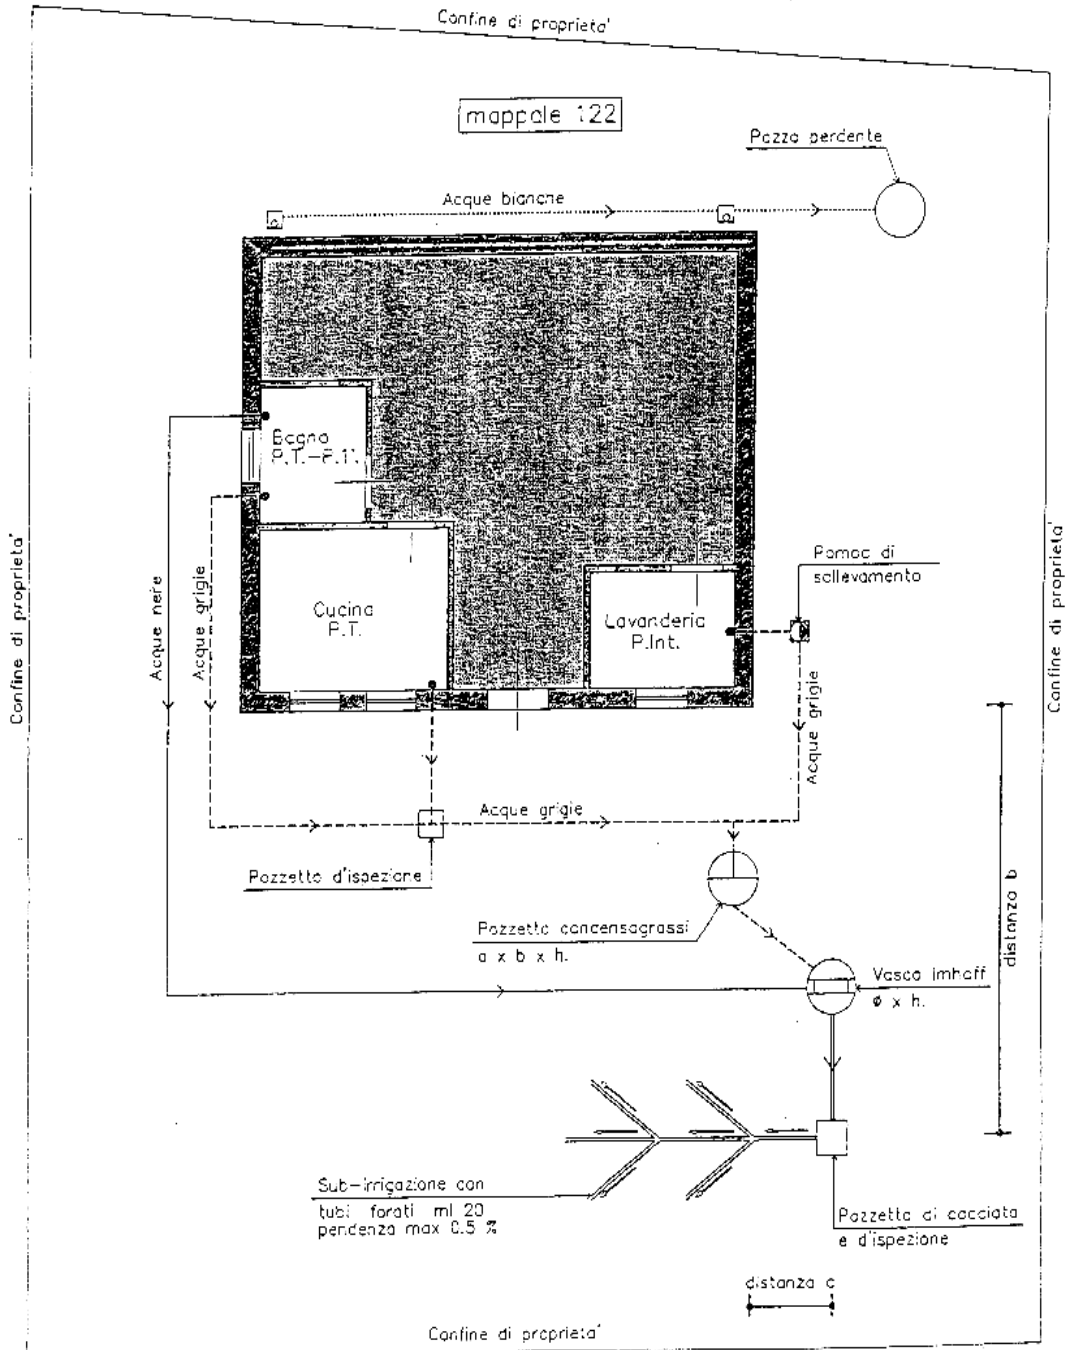 Confine di proprieta'
mappale 122
Pozzo perdente
Acque bianche
Bagno
P.T.-P.1°.
Cucina
P.T.
Lavanderia
P.Int.
Pompa di
sollevamento
Confine di proprieta'
Acque nere
Acque grigie
Acque grigie
Confine di proprieta'
Acque grigie
Pozzetto d'ispezione
Pozzetto condensagrassi
a x b x h.
distanza b
Vasca imhoff
ø x h.
Sub-irrigazione con
tubi forati ml 20
pendenza max 0.5 %
Pozzetto di cacciata
e d'ispezione
distanza c
Confine di proprieta'